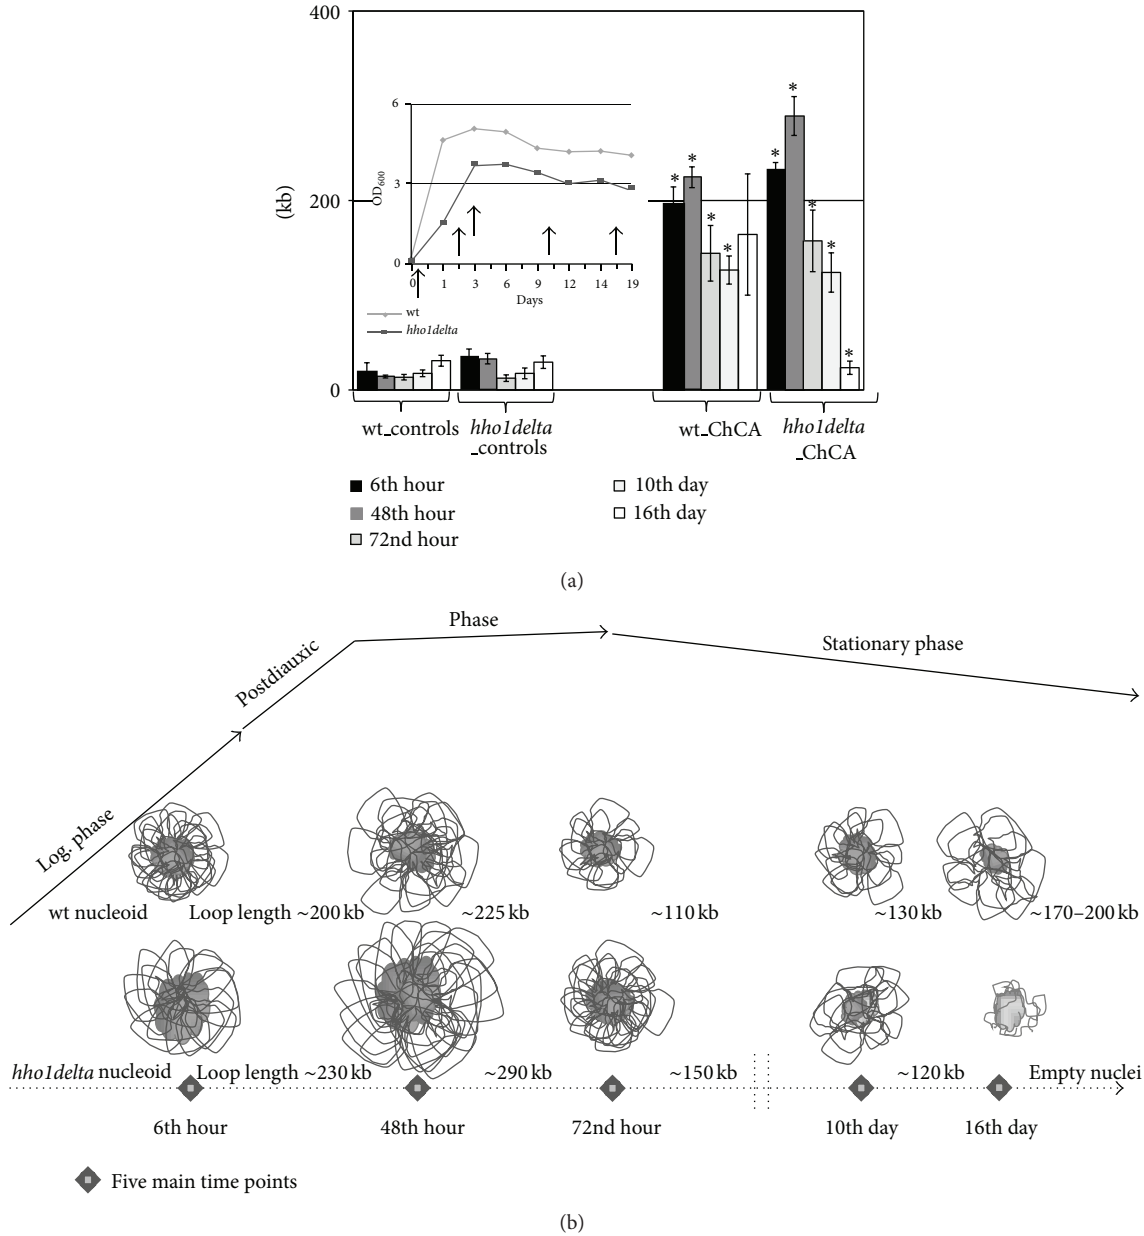 400
200
0
(kb)
6
3
0
OD600
0 1 3 6 9 12 14 19
Days
wt
hho1delta
* * * * * * * * *
wt_controls
hho1delta
_controls
wt_ChCA
hho1delta
_ChCA
6th hour
48th hour
72nd hour
10th day
16th day
(a)
Log. phase
Postdiauxic
Phase
Stationary phase
wt nucleoid Loop length ~200 kb ~225 kb ~110 kb ~130 kb ~170–200 kb
hho1delta nucleoid Loop length ~230 kb ~290 kb ~150 kb ~120 kb Empty nuclei
6th hour 48th hour 72nd hour 10th day 16th day
Five main time points
(b)